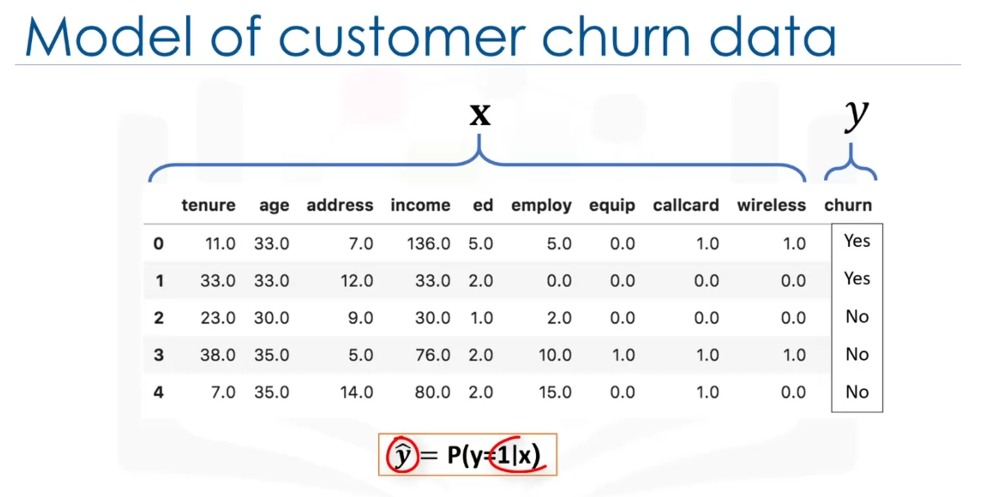 Model of customer churn data
x y
tenure age address income ed employ equip callcard wireless churn
0 11.0 33.0 7.0 136.0 5.0 5.0 0.0 1.0 1.0 Yes
1 33.0 33.0 12.0 33.0 2.0 0.0 0.0 0.0 0.0 Yes
2 23.0 30.0 9.0 30.0 1.0 2.0 0.0 0.0 0.0 No
3 38.0 35.0 5.0 76.0 2.0 10.0 1.0 1.0 1.0 No
4 7.0 35.0 14.0 80.0 2.0 15.0 0.0 1.0 0.0 No
ŷ = P(y=1|x)